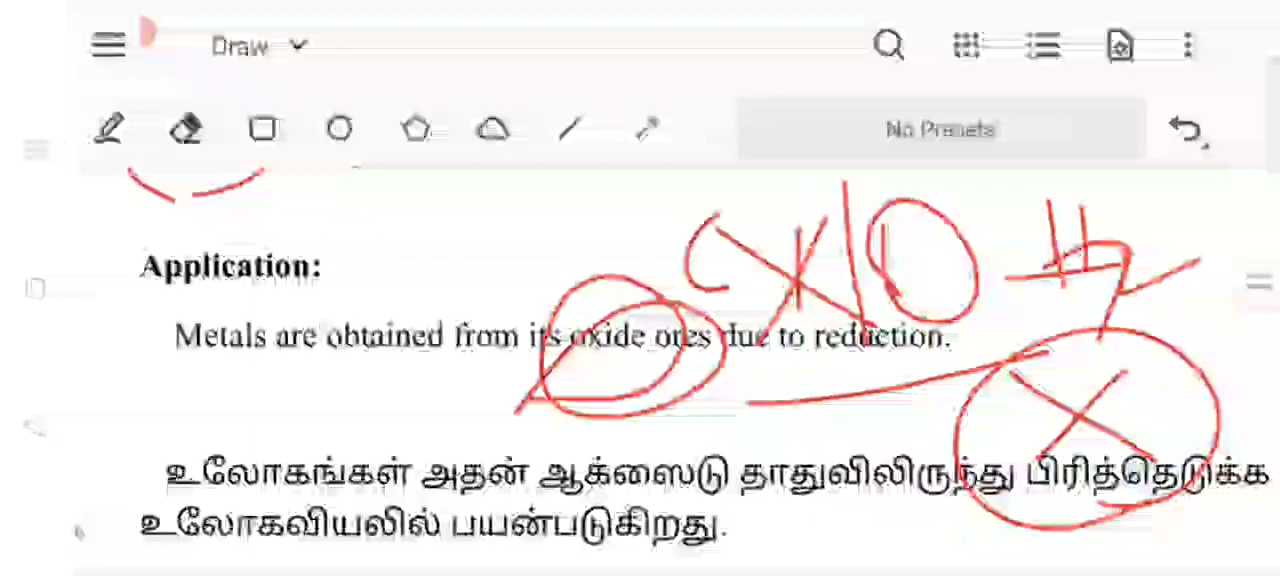 Draw
No Presets
Application:
Metals are obtained from its oxide ores due to reduction.
உலோகங்கள் அதன் ஆக்ஸைடு தாதுவிலிருந்து பிரித்தெடுக்க
உலோகவியலில் பயன்படுகிறது.